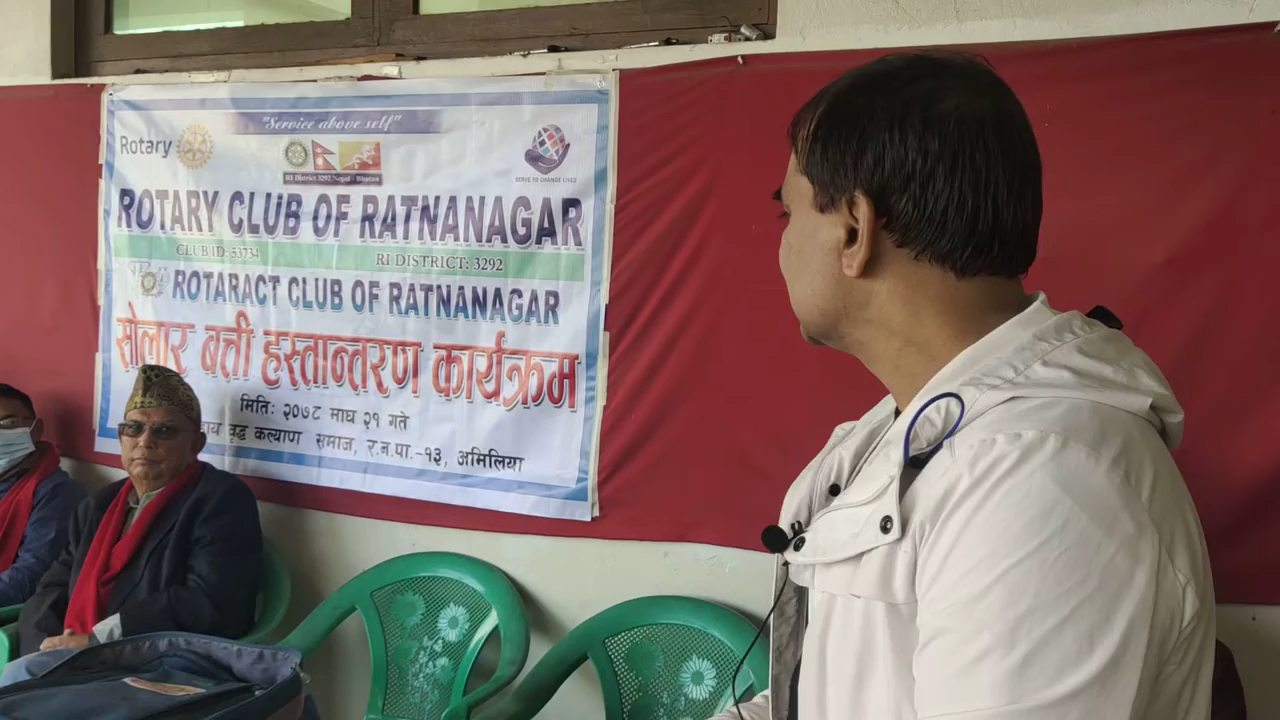 "Service above self"
Rotary
RI District 3292 Nepal - Bhutan
SERVE TO CHANGE LIVES
ROTARY CLUB OF RATNANAGAR
CLUB ID: 53734 RI DISTRICT: 3292
ROTARACT CLUB OF RATNANAGAR
सोलार बत्ती हस्तान्तरण कार्यक्रम
मितिः २०७८ माघ २१ गते
वृद्ध कल्याण समाज, र.न.पा.-१३, अमिलिया